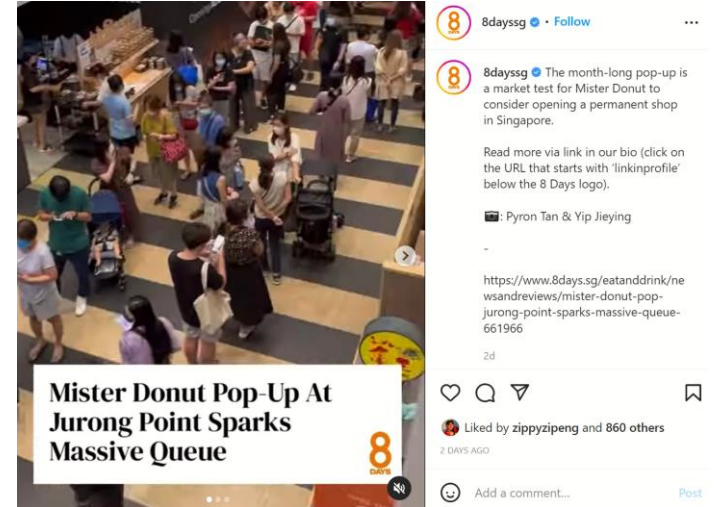 Mister Donut Pop-Up At
Jurong Point Sparks
Massive Queue
8
DAYS
8
DAYS
8dayssg • Follow
8
DAYS
8dayssg The month-long pop-up is
a market test for Mister Donut to
consider opening a permanent shop
in Singapore.
Read more via link in our bio (click on
the URL that starts with ‘linkinprofile’
below the 8 Days logo).
: Pyron Tan & Yip Jieying
-
https://www.8days.sg/eatanddrink/ne
wsandreviews/mister-donut-pop-
jurong-point-sparks-massive-queue-
661966
2d
Liked by zippyzipeng and 860 others
2 DAYS AGO
Add a comment...
Post